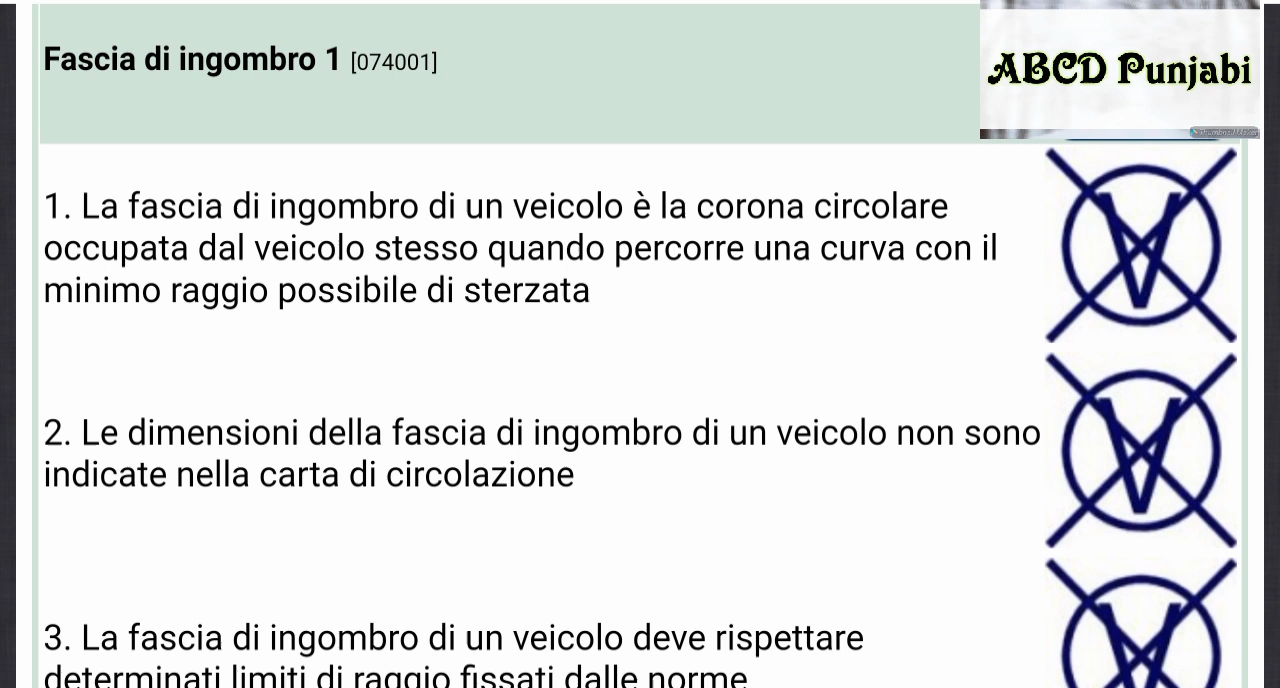 Fascia di ingombro 1 [074001]
ABCD Punjabi
Thumbnail Maker
1. La fascia di ingombro di un veicolo è la corona circolare
occupata dal veicolo stesso quando percorre una curva con il
minimo raggio possibile di sterzata
V
2. Le dimensioni della fascia di ingombro di un veicolo non sono
indicate nella carta di circolazione
V
3. La fascia di ingombro di un veicolo deve rispettare
determinati limiti di raggio fissati dalle norme
V